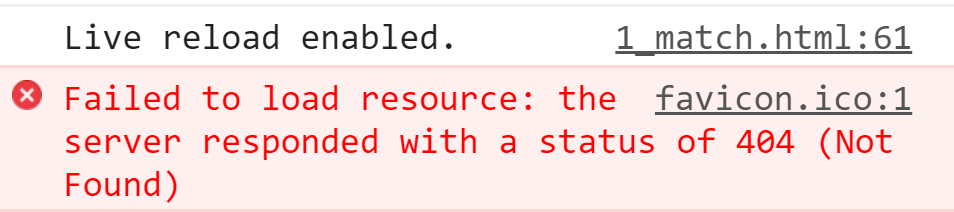 Live reload enabled. 1_match.html:61
Failed to load resource: the favicon.ico:1
server responded with a status of 404 (Not
Found)